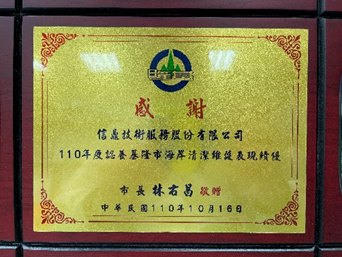 感謝
信鼎技術服務股份有限公司
110年度認養基隆市海岸清潔維護表現績優
市長 林右昌 敬贈
中華民國110年10月16日